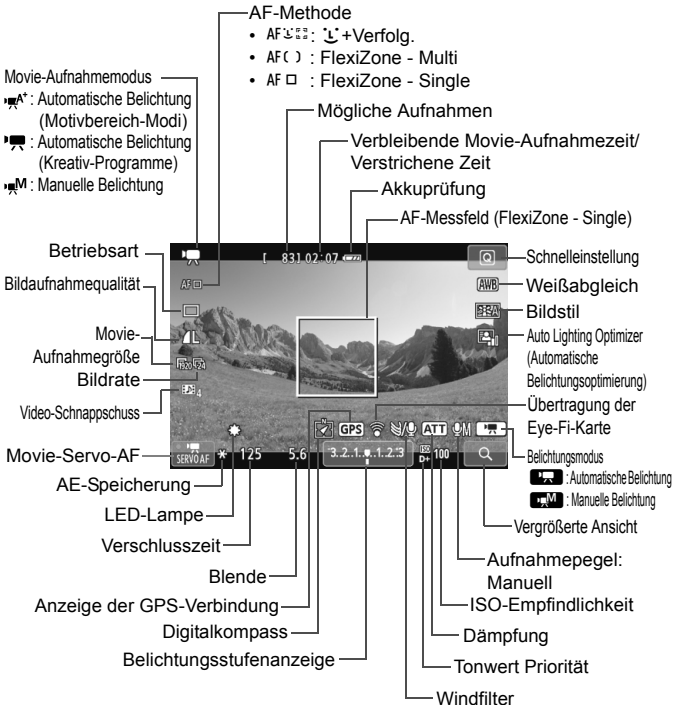 AF-Methode
• AF : +Verfolg.
• AF( ) : FlexiZone - Multi
• AF : FlexiZone - Single
Movie-Aufnahmemodus
A+ : Automatische Belichtung
(Motivbereich-Modi)
: Automatische Belichtung
(Kreativ-Programme)
M : Manuelle Belichtung
Mögliche Aufnahmen
Verbleibende Movie-Aufnahmezeit/
Verstrichene Zeit
Akkuprüfung
AF-Messfeld (FlexiZone - Single)
Betriebsart
Bildaufnahmequalität
Movie-
Aufnahmegröße
Bildrate
Video-Schnappschuss
Movie-Servo-AF
AE-Speicherung
LED-Lampe
Verschlusszeit
Blende
Anzeige der GPS-Verbindung
Digitalkompass
Belichtungsstufenanzeige
[ 831 02:07
Q
AF
AWB
L
A
1920 24
4
N
GPS
ATT
M
SERVO AF
* 125 5.6 3..2..1..0..1..2..3 ISO D+ 100
Schnelleinstellung
Weißabgleich
Bildstil
Auto Lighting Optimizer
(Automatische
Belichtungsoptimierung)
Übertragung der
Eye-Fi-Karte
Belichtungsmodus
: Automatische Belichtung
M : Manuelle Belichtung
Vergrößerte Ansicht
Aufnahmepegel:
Manuell
ISO-Empfindlichkeit
Dämpfung
Tonwert Priorität
Windfilter